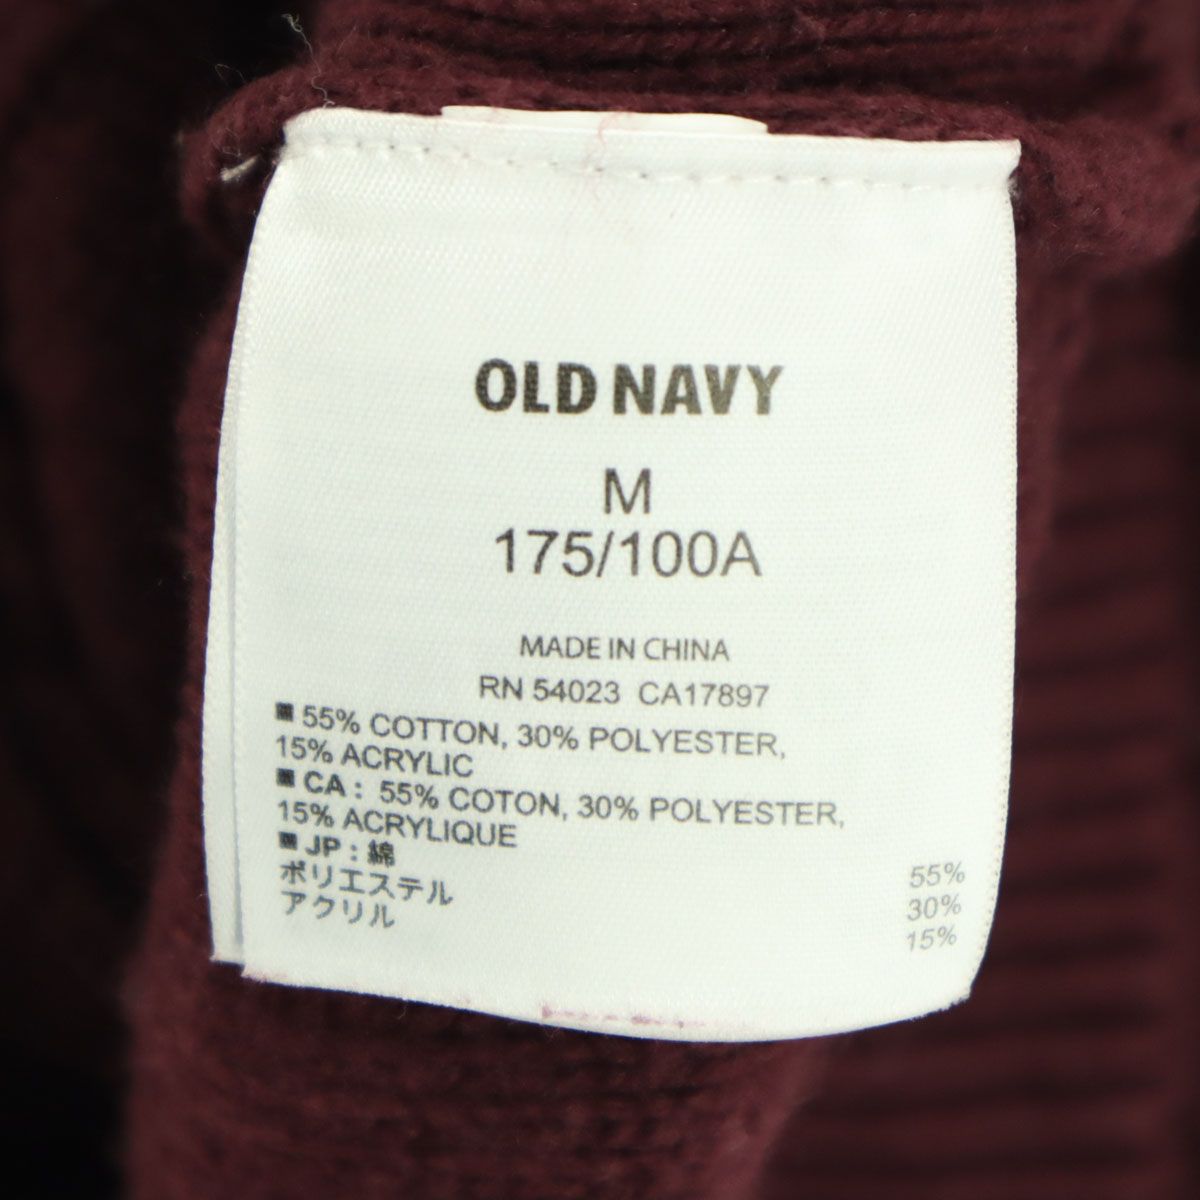 OLD NAVY
M
175/100A
MADE IN CHINA
RN 54023 CA17897
■ 55% COTTON, 30% POLYESTER,
15% ACRYLIC
■ CA : 55% COTON, 30% POLYESTER,
15% ACRYLIQUE
■ JP : 綿 55%
ポリエステル 30%
アクリル 15%